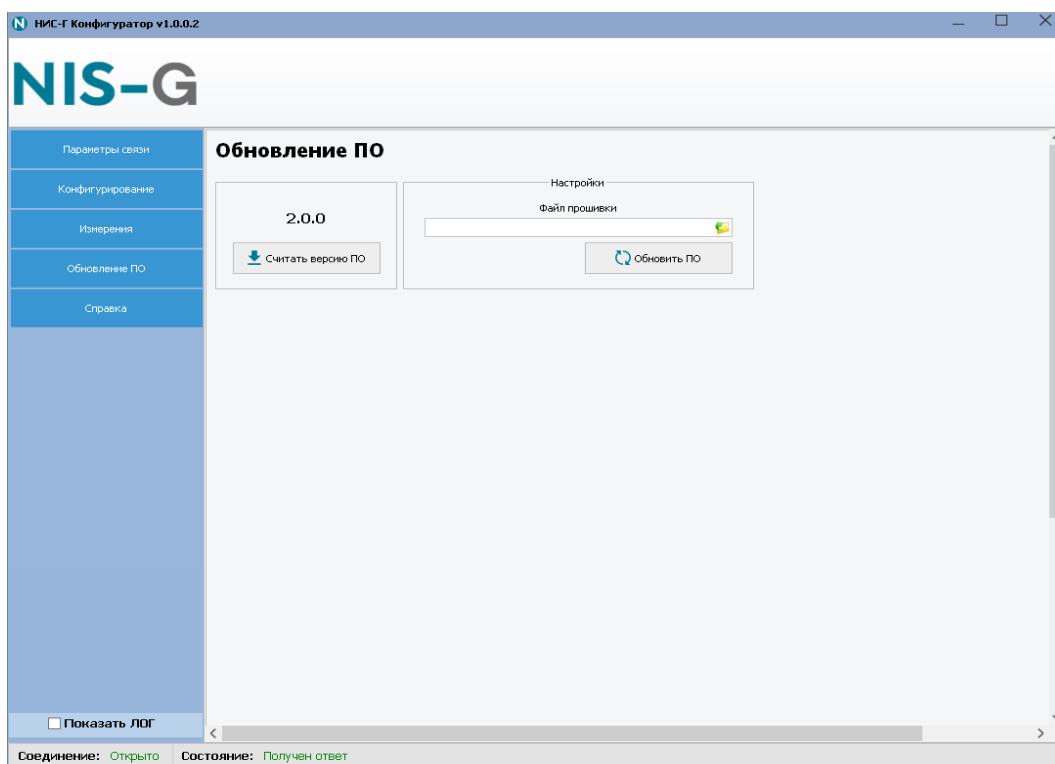 НИС-Г Конфигуратор v1.0.0.2
NIS-G
Параметры связи
Конфигурирование
Измерения
Обновление ПО
Справка
Обновление ПО
2.0.0
Считать версию ПО
Настройки
Файл прошивки
Обновить ПО
Показать ЛОГ
Соединение: Открыто Состояние: Получен ответ